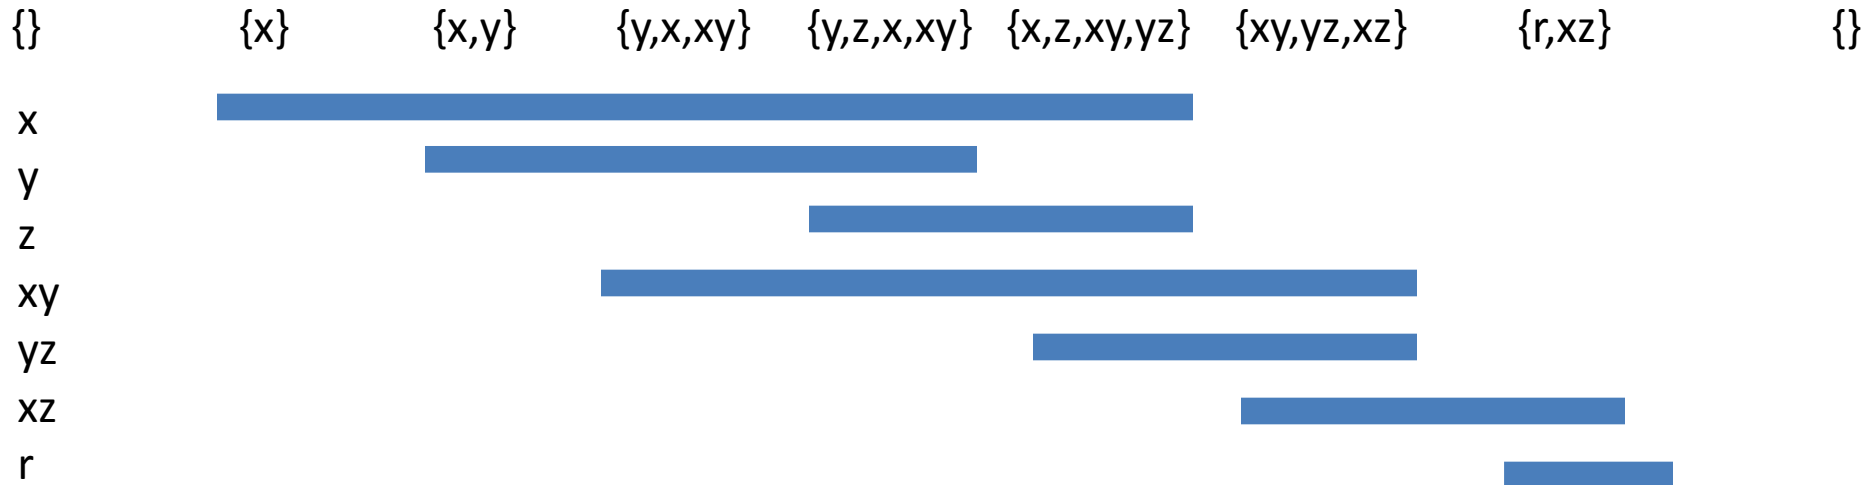 {} {x} {x,y} {y,x,xy} {y,z,x,xy} {x,z,xy,yz} {xy,yz,xz} {r,xz} {}
x
y
z
xy
yz
xz
r